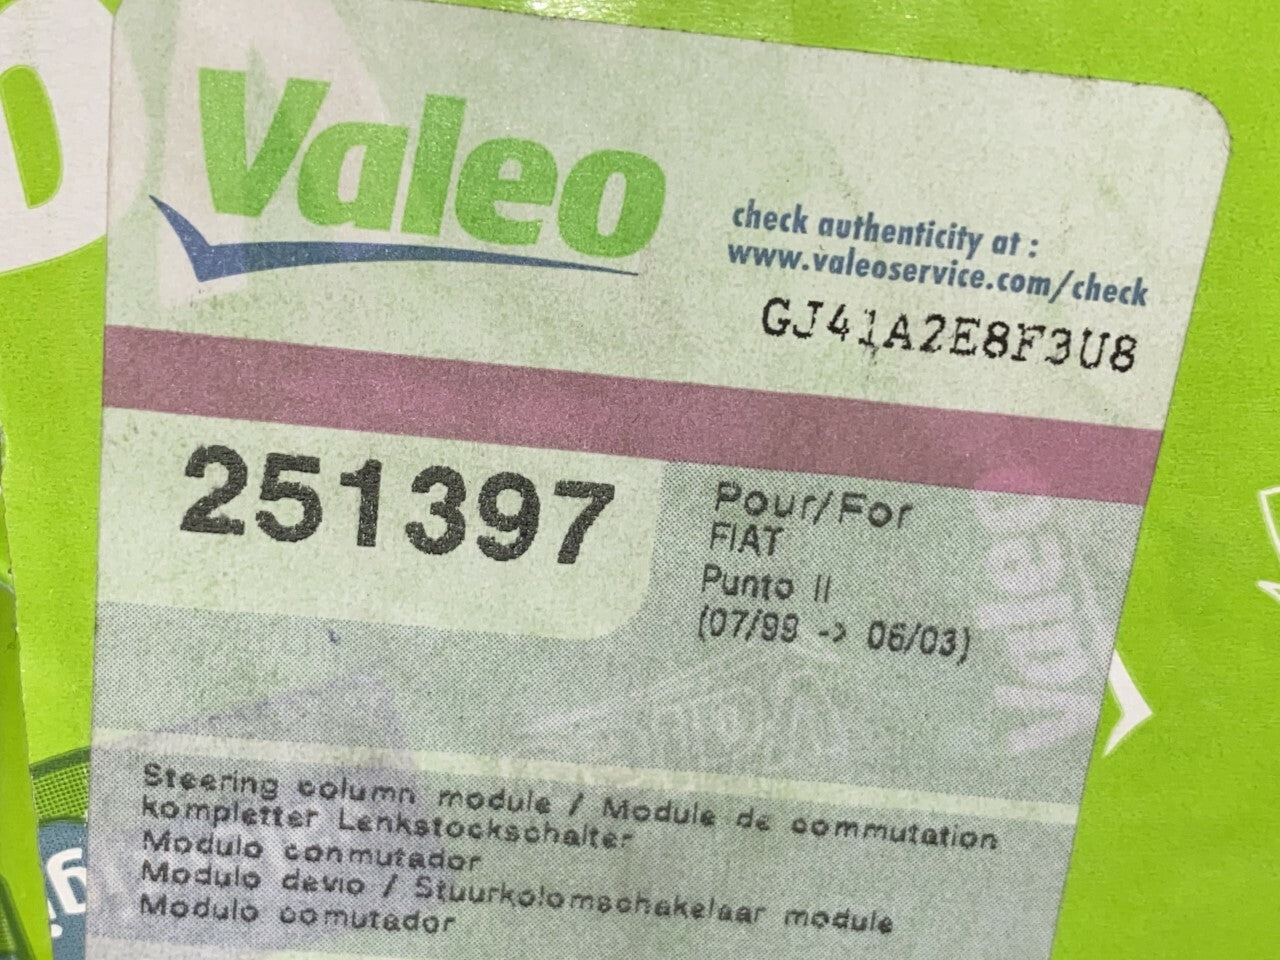 Valeo
check authenticity at :
www.valeoservice.com/check
GJ41A2E8F3U8
251397
Pour/For
FIAT
Punto II
(07/99 -> 06/03)
Valeo
Steering column module / Module de commutation
kompletter Lenkstockschalter
Modulo conmutador
Modulo devio / Stuurkolomschakelaar module
Modulo comutador